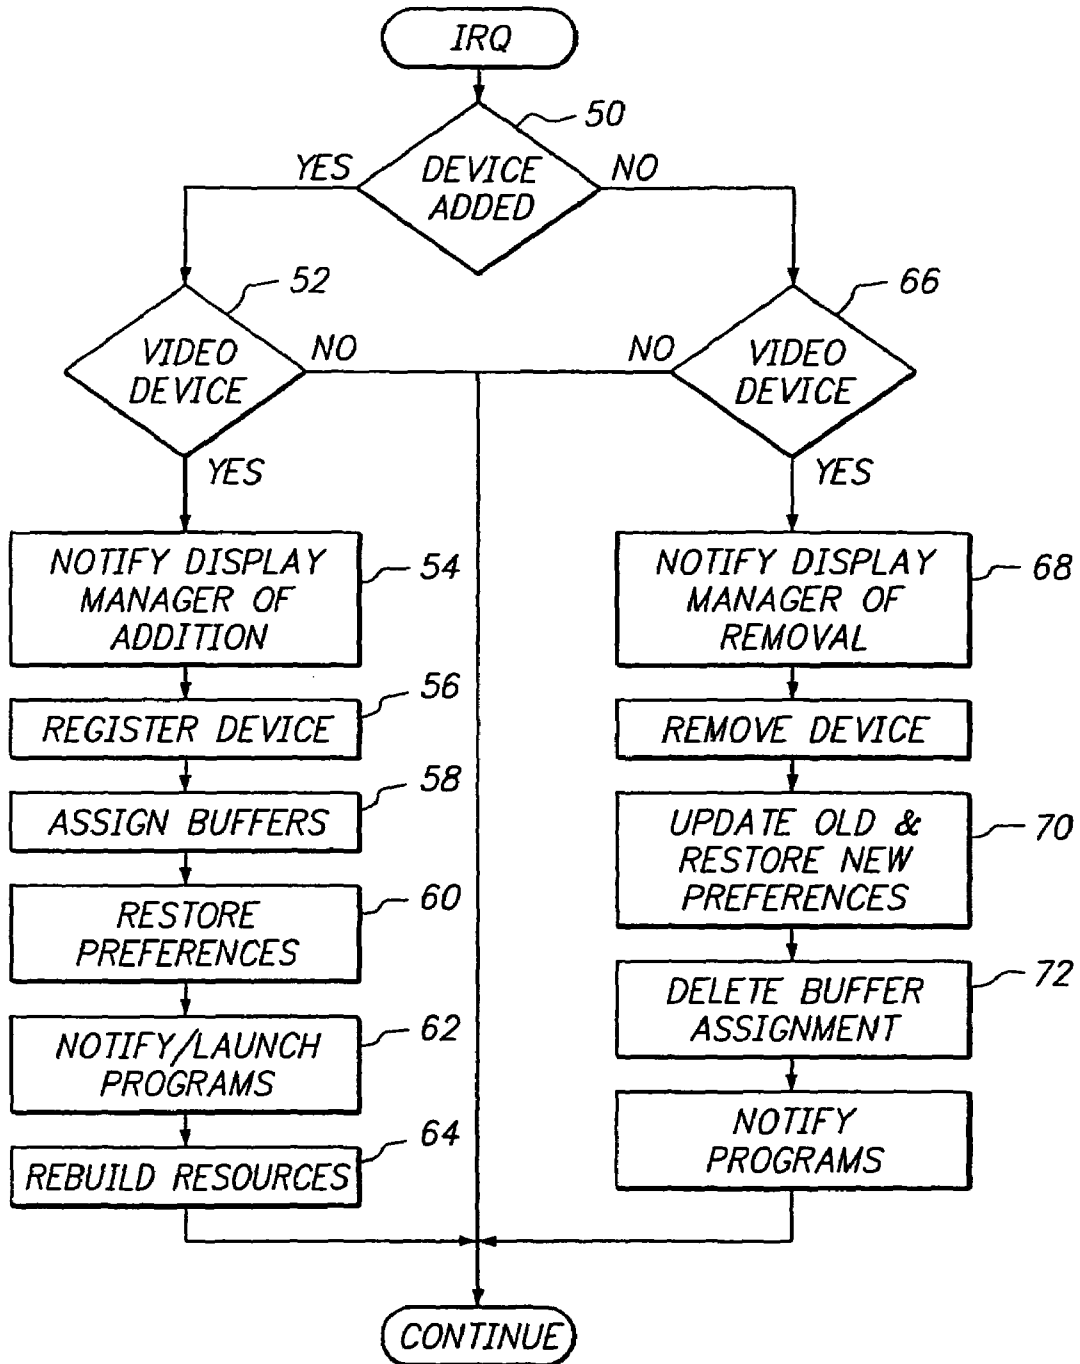 IRQ
50
YES
DEVICE
ADDED
NO
52
VIDEO
DEVICE
NO
YES
66
NO
VIDEO
DEVICE
YES
NOTIFY DISPLAY
MANAGER OF
ADDITION
54
REGISTER DEVICE
56
ASSIGN BUFFERS
58
RESTORE
PREFERENCES
60
NOTIFY/LAUNCH
PROGRAMS
62
REBUILD RESOURCES
64
NOTIFY DISPLAY
MANAGER OF
REMOVAL
68
REMOVE DEVICE
UPDATE OLD &
RESTORE NEW
PREFERENCES
70
DELETE BUFFER
ASSIGNMENT
72
NOTIFY
PROGRAMS
CONTINUE